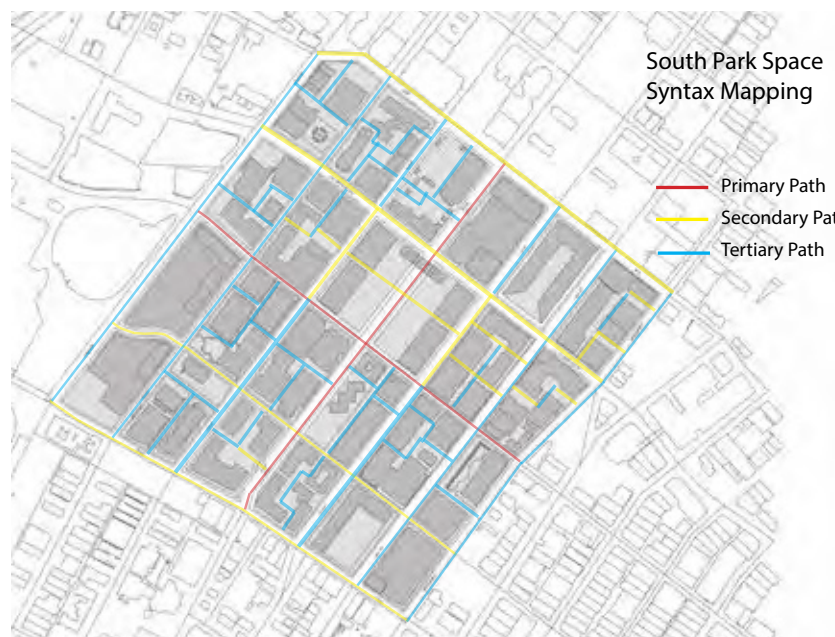 South Park Space
Syntax Mapping
Primary Path
Secondary Pat
Tertiary Path